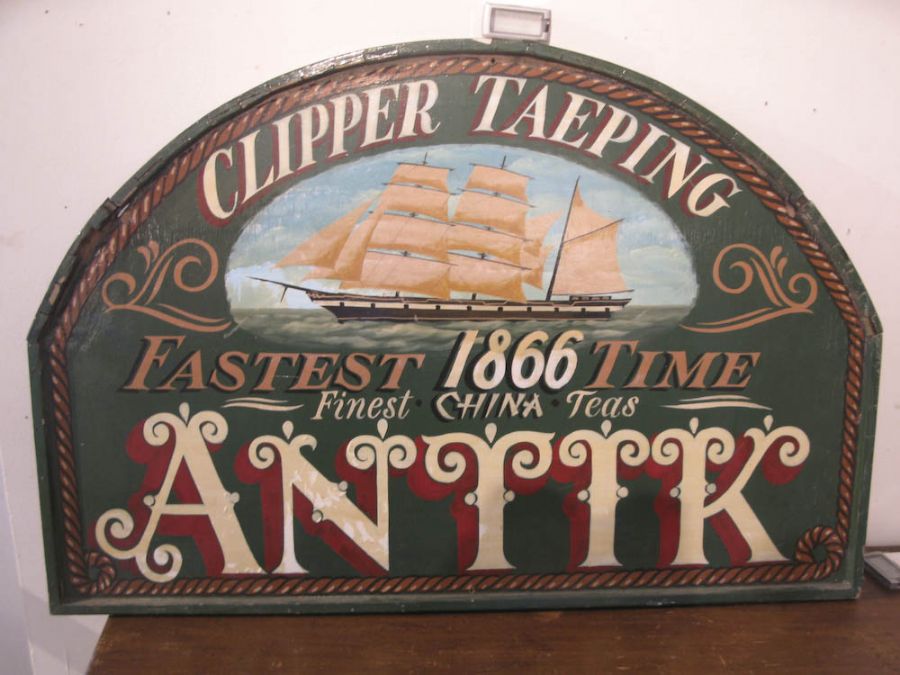 CLIPPER TAEPING
FASTEST 1866 TIME
Finest · CHINA · Teas
ANTIK